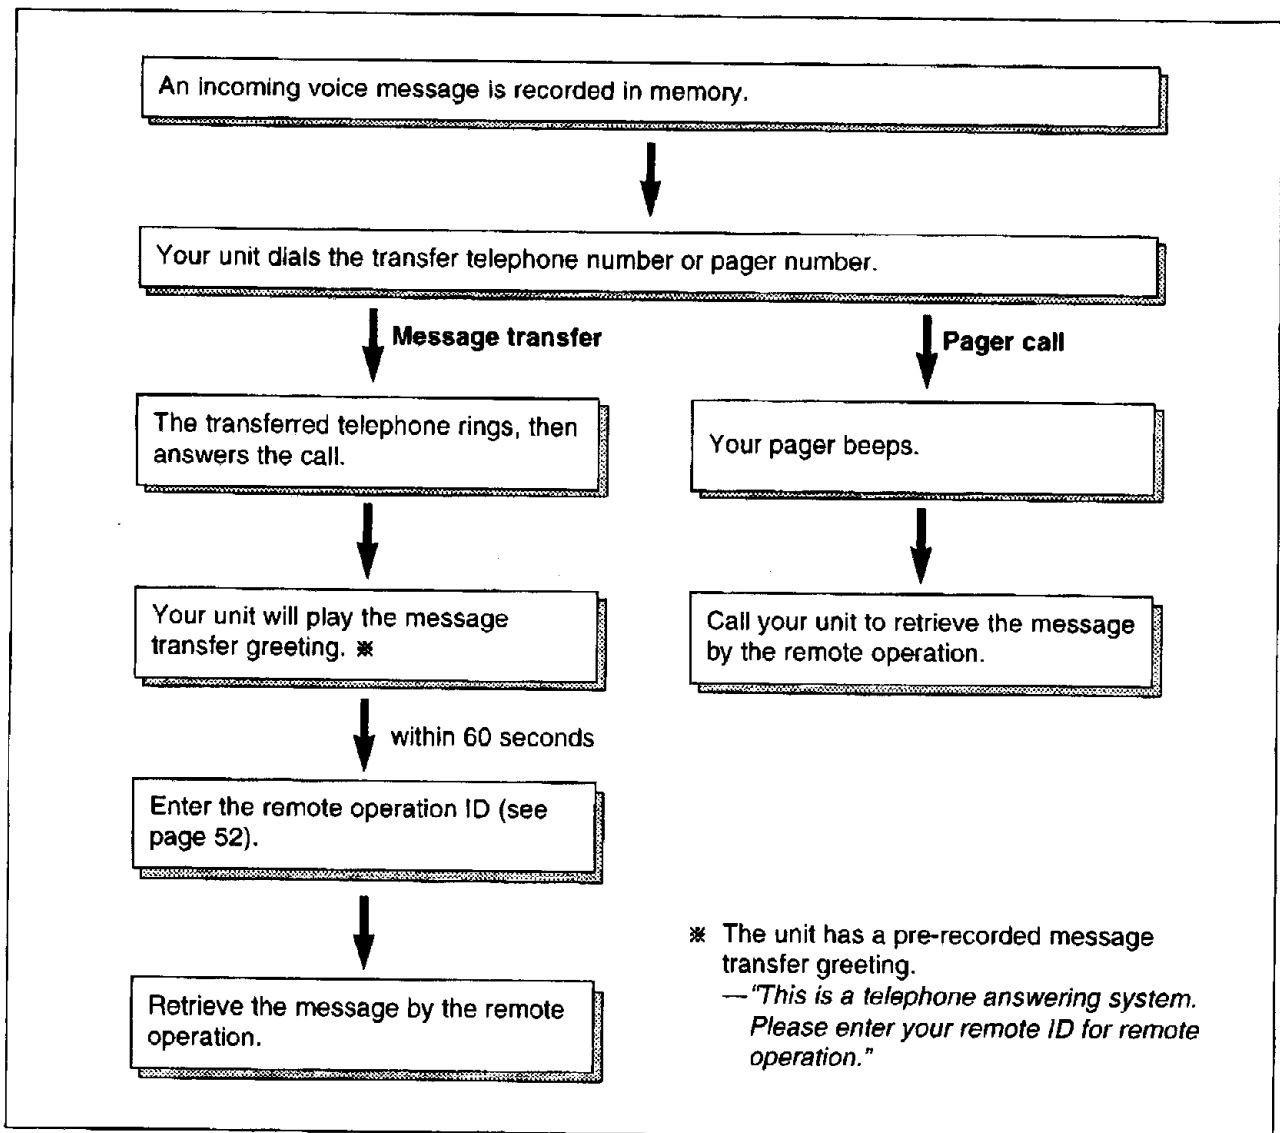 An incoming voice message is recorded in memory.
Your unit dials the transfer telephone number or pager number.
Message transfer
Pager call
The transferred telephone rings, then
answers the call.
Your pager beeps.
Your unit will play the message
transfer greeting. ※
Call your unit to retrieve the message
by the remote operation.
within 60 seconds
Enter the remote operation ID (see
page 52).
Retrieve the message by the remote
operation.
※ The unit has a pre-recorded message
transfer greeting.
—"This is a telephone answering system.
Please enter your remote ID for remote
operation."